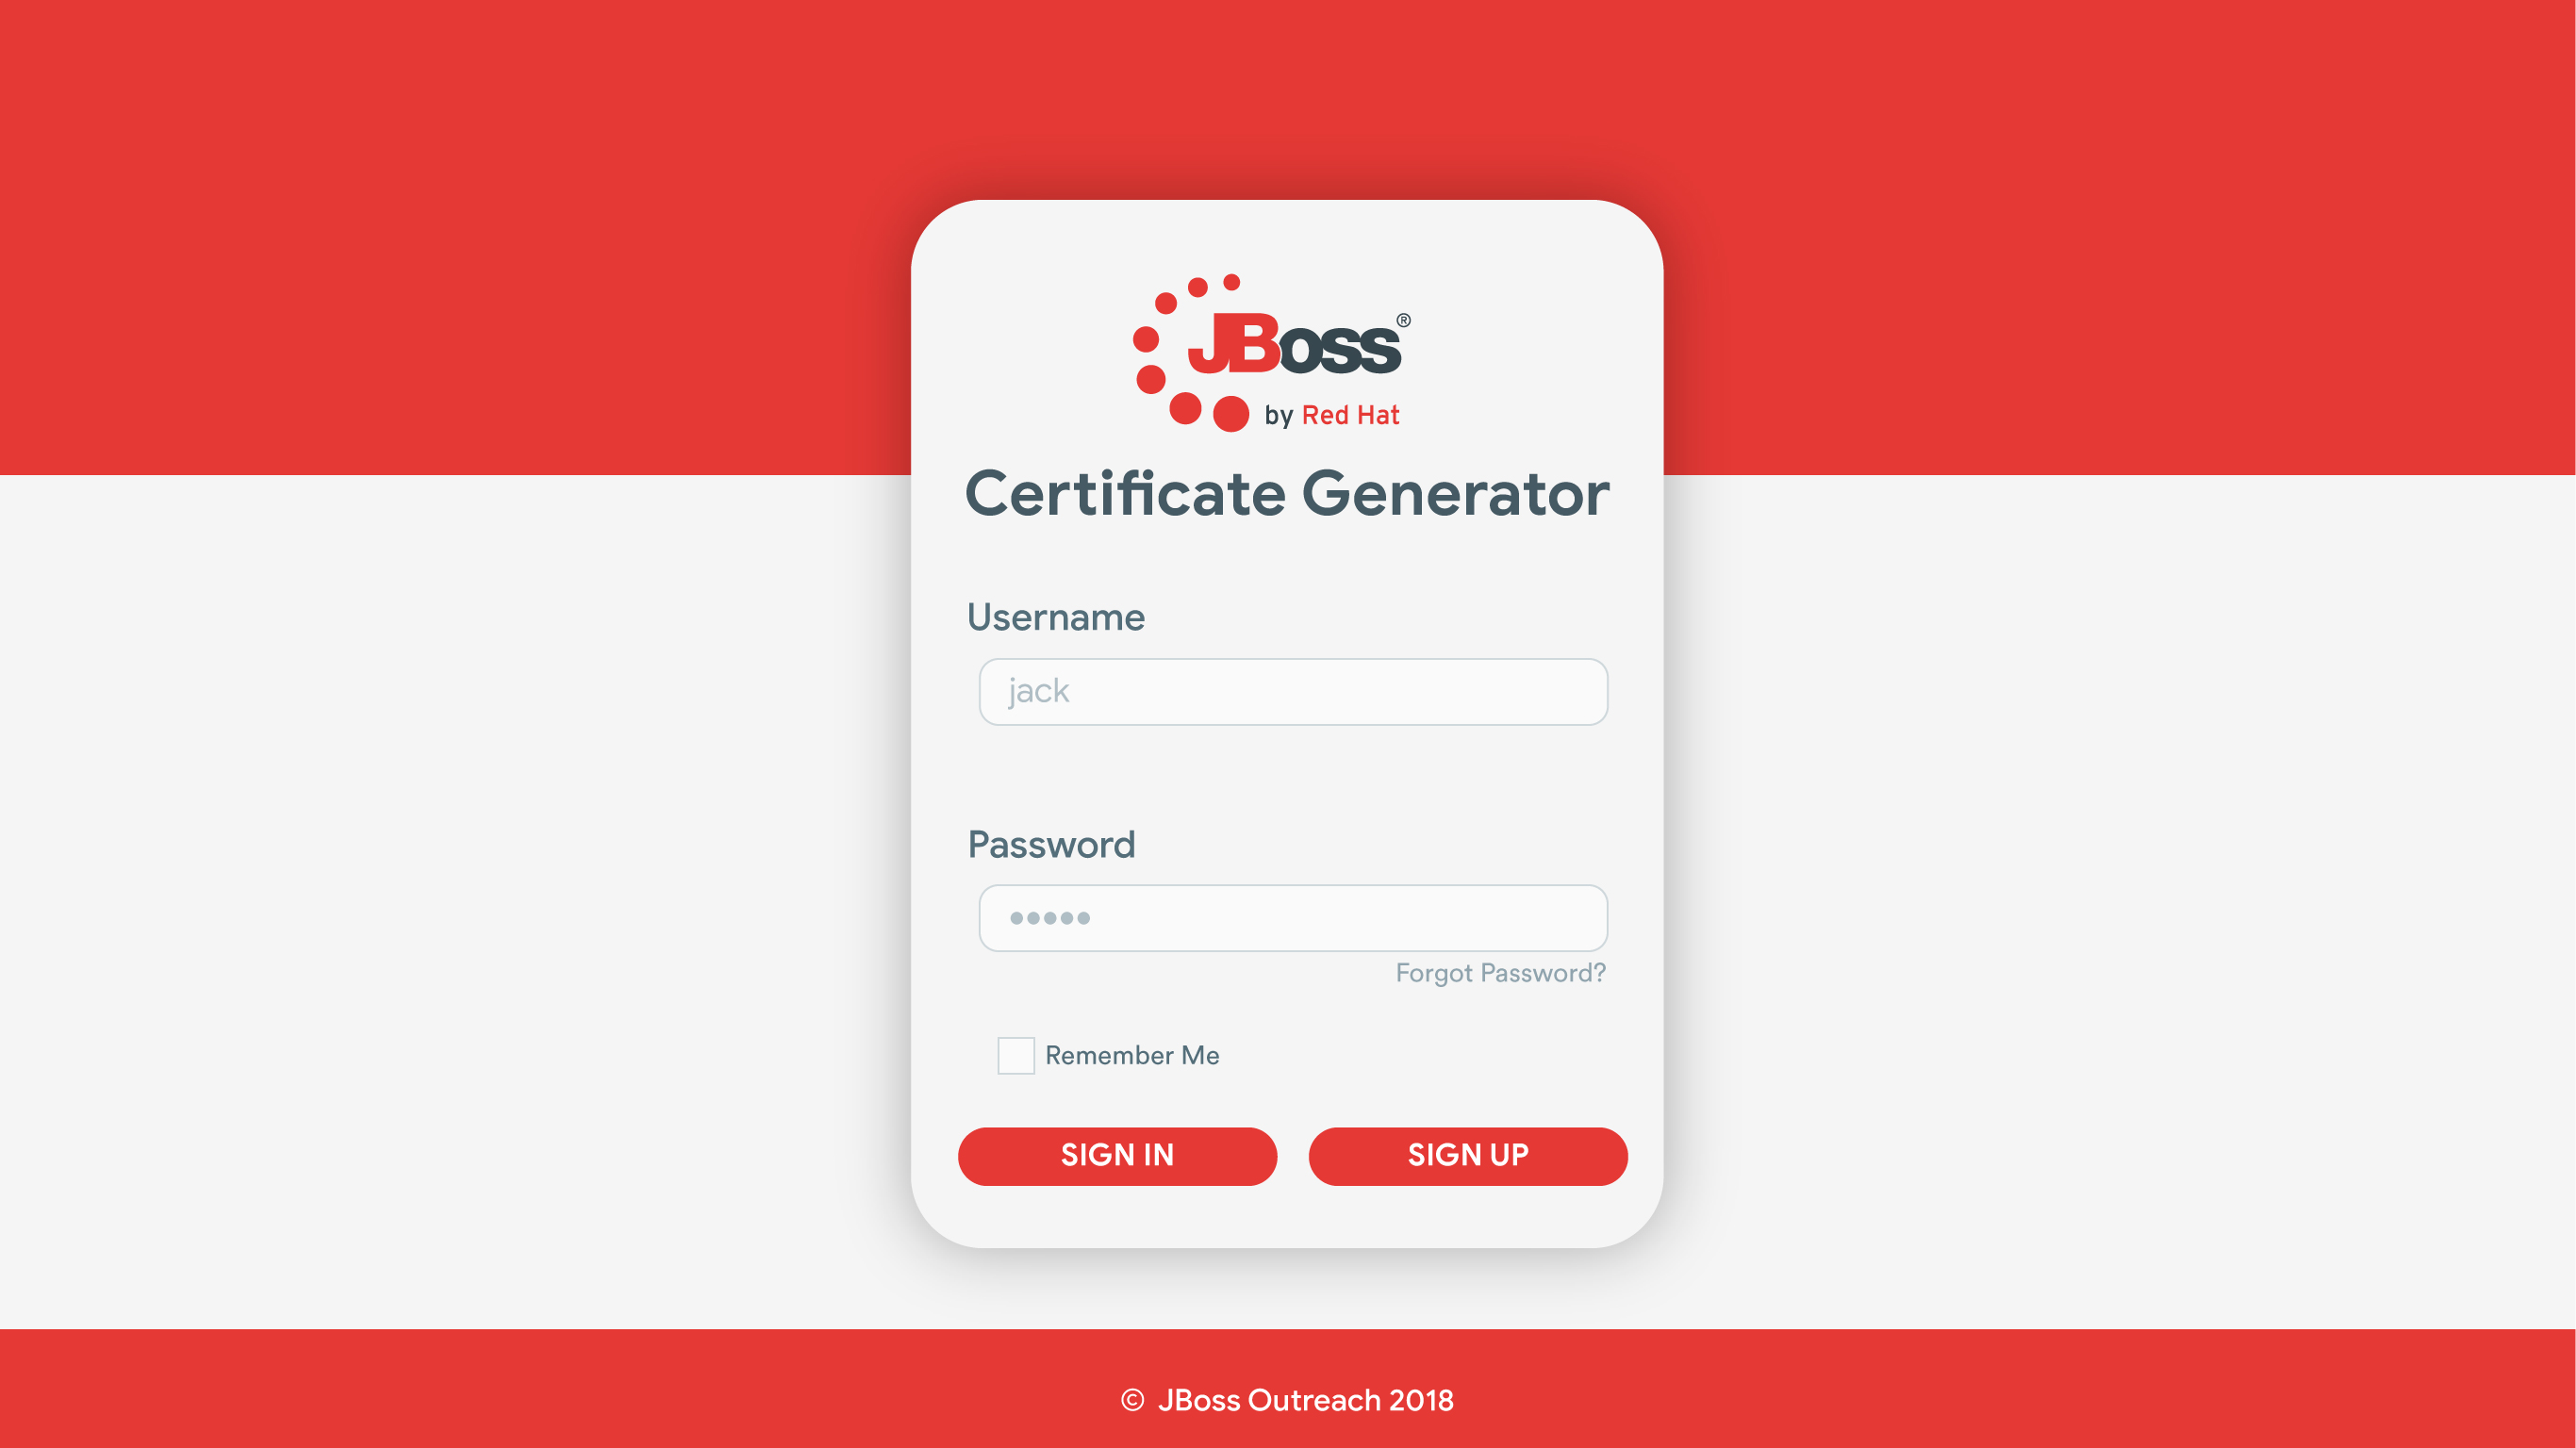 JBoss®
by Red Hat
Certificate Generator
Username
jack
Password
•••••
Forgot Password?
Remember Me
SIGN IN SIGN UP
© JBoss Outreach 2018